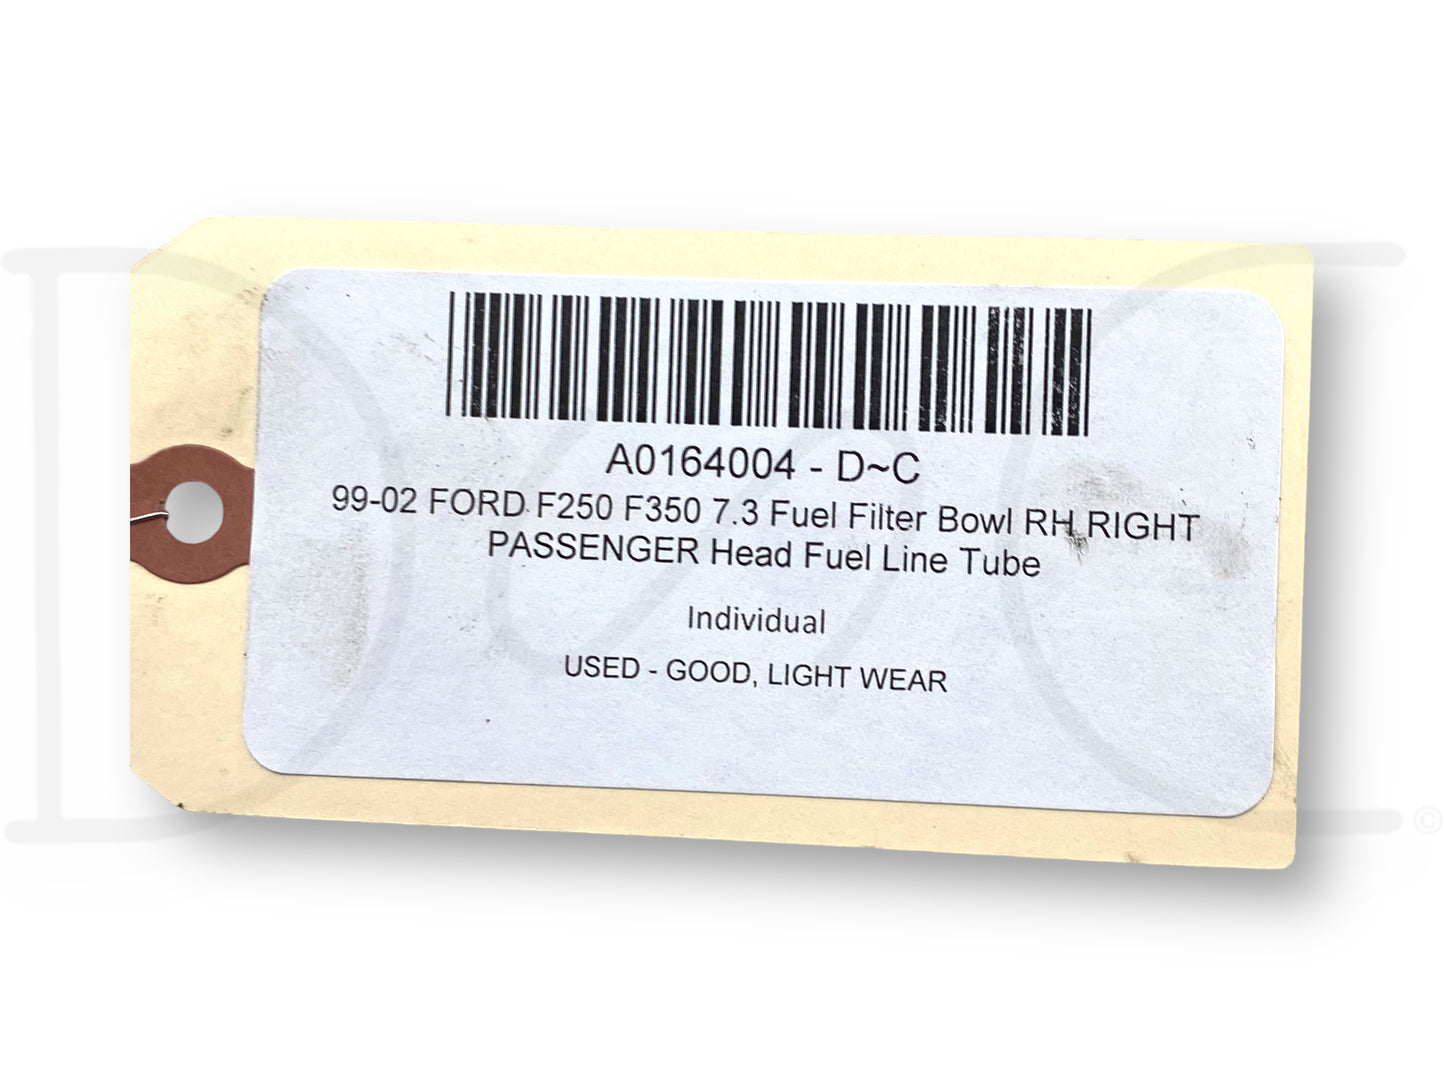 A0164004 - D~C
99-02 FORD F250 F350 7.3 Fuel Filter Bowl RH RIGHT
PASSENGER Head Fuel Line Tube
Individual
USED - GOOD, LIGHT WEAR
©